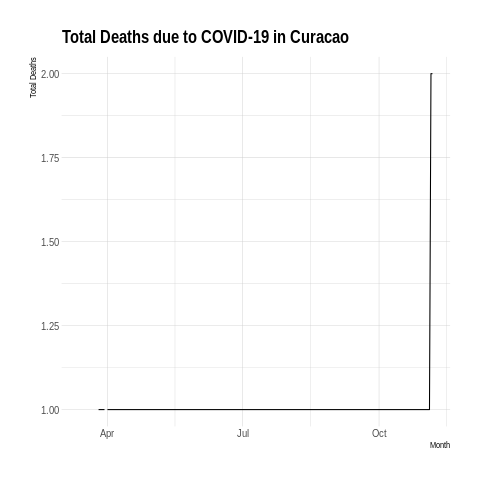 Total Deaths due to COVID-19 in Curacao
Total Deaths
2.00
1.75
1.50
1.25
1.00
Apr Jul Oct
Month